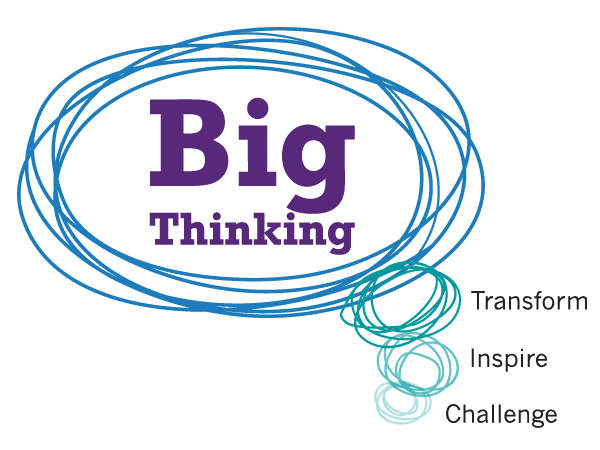 Big
Thinking
Transform
Inspire
Challenge